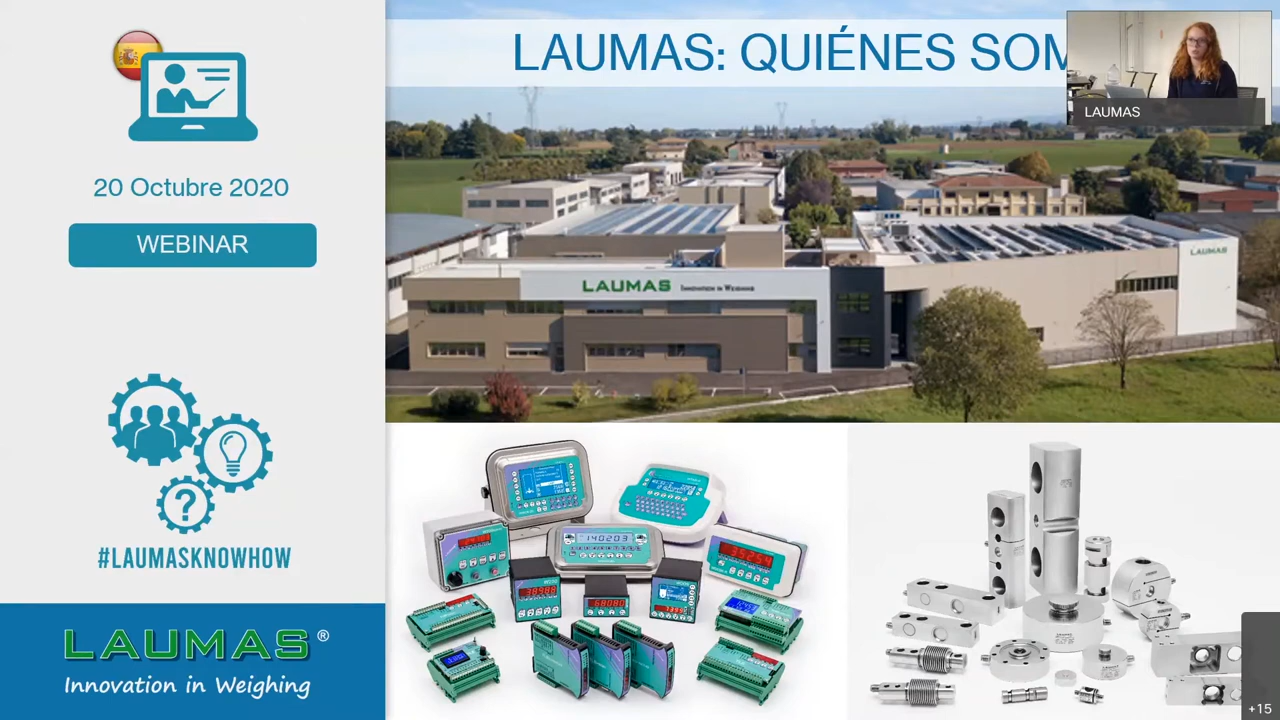 20 Octubre 2020
WEBINAR
#LAUMASKNOWHOW
LAUMAS®
Innovation in Weighing
LAUMAS: QUIÉNES SOM
LAUMAS
LAUMAS Innovation in Weighing
LAUMAS
140203
+15